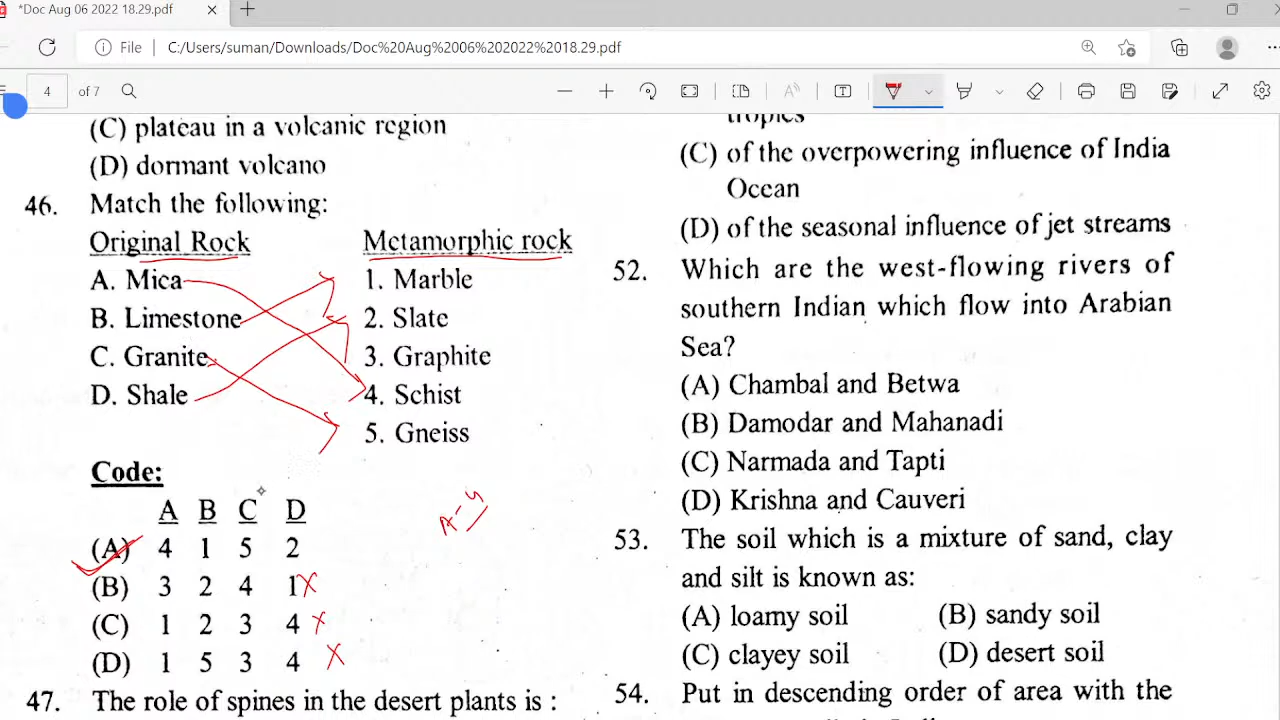 *Doc Aug 06 2022 18.29.pdf
File C:/Users/suman/Downloads/Doc%20Aug%2006%202022%2018.29.pdf
4 of 7
(C) plateau in a volcanic region
(D) dormant volcano
46. Match the following:
Original Rock Metamorphic rock
A. Mica 1. Marble
B. Limestone 2. Slate
C. Granite 3. Graphite
D. Shale 4. Schist
5. Gneiss
Code:
A B C D
(A) 4 1 5 2
(B) 3 2 4 1
(C) 1 2 3 4
(D) 1 5 3 4
A-4
47. The role of spines in the desert plants is :
tropics
(C) of the overpowering influence of India
Ocean
(D) of the seasonal influence of jet streams
52. Which are the west-flowing rivers of
southern Indian which flow into Arabian
Sea?
(A) Chambal and Betwa
(B) Damodar and Mahanadi
(C) Narmada and Tapti
(D) Krishna and Cauveri
53. The soil which is a mixture of sand, clay
and silt is known as:
(A) loamy soil (B) sandy soil
(C) clayey soil (D) desert soil
54. Put in descending order of area with the